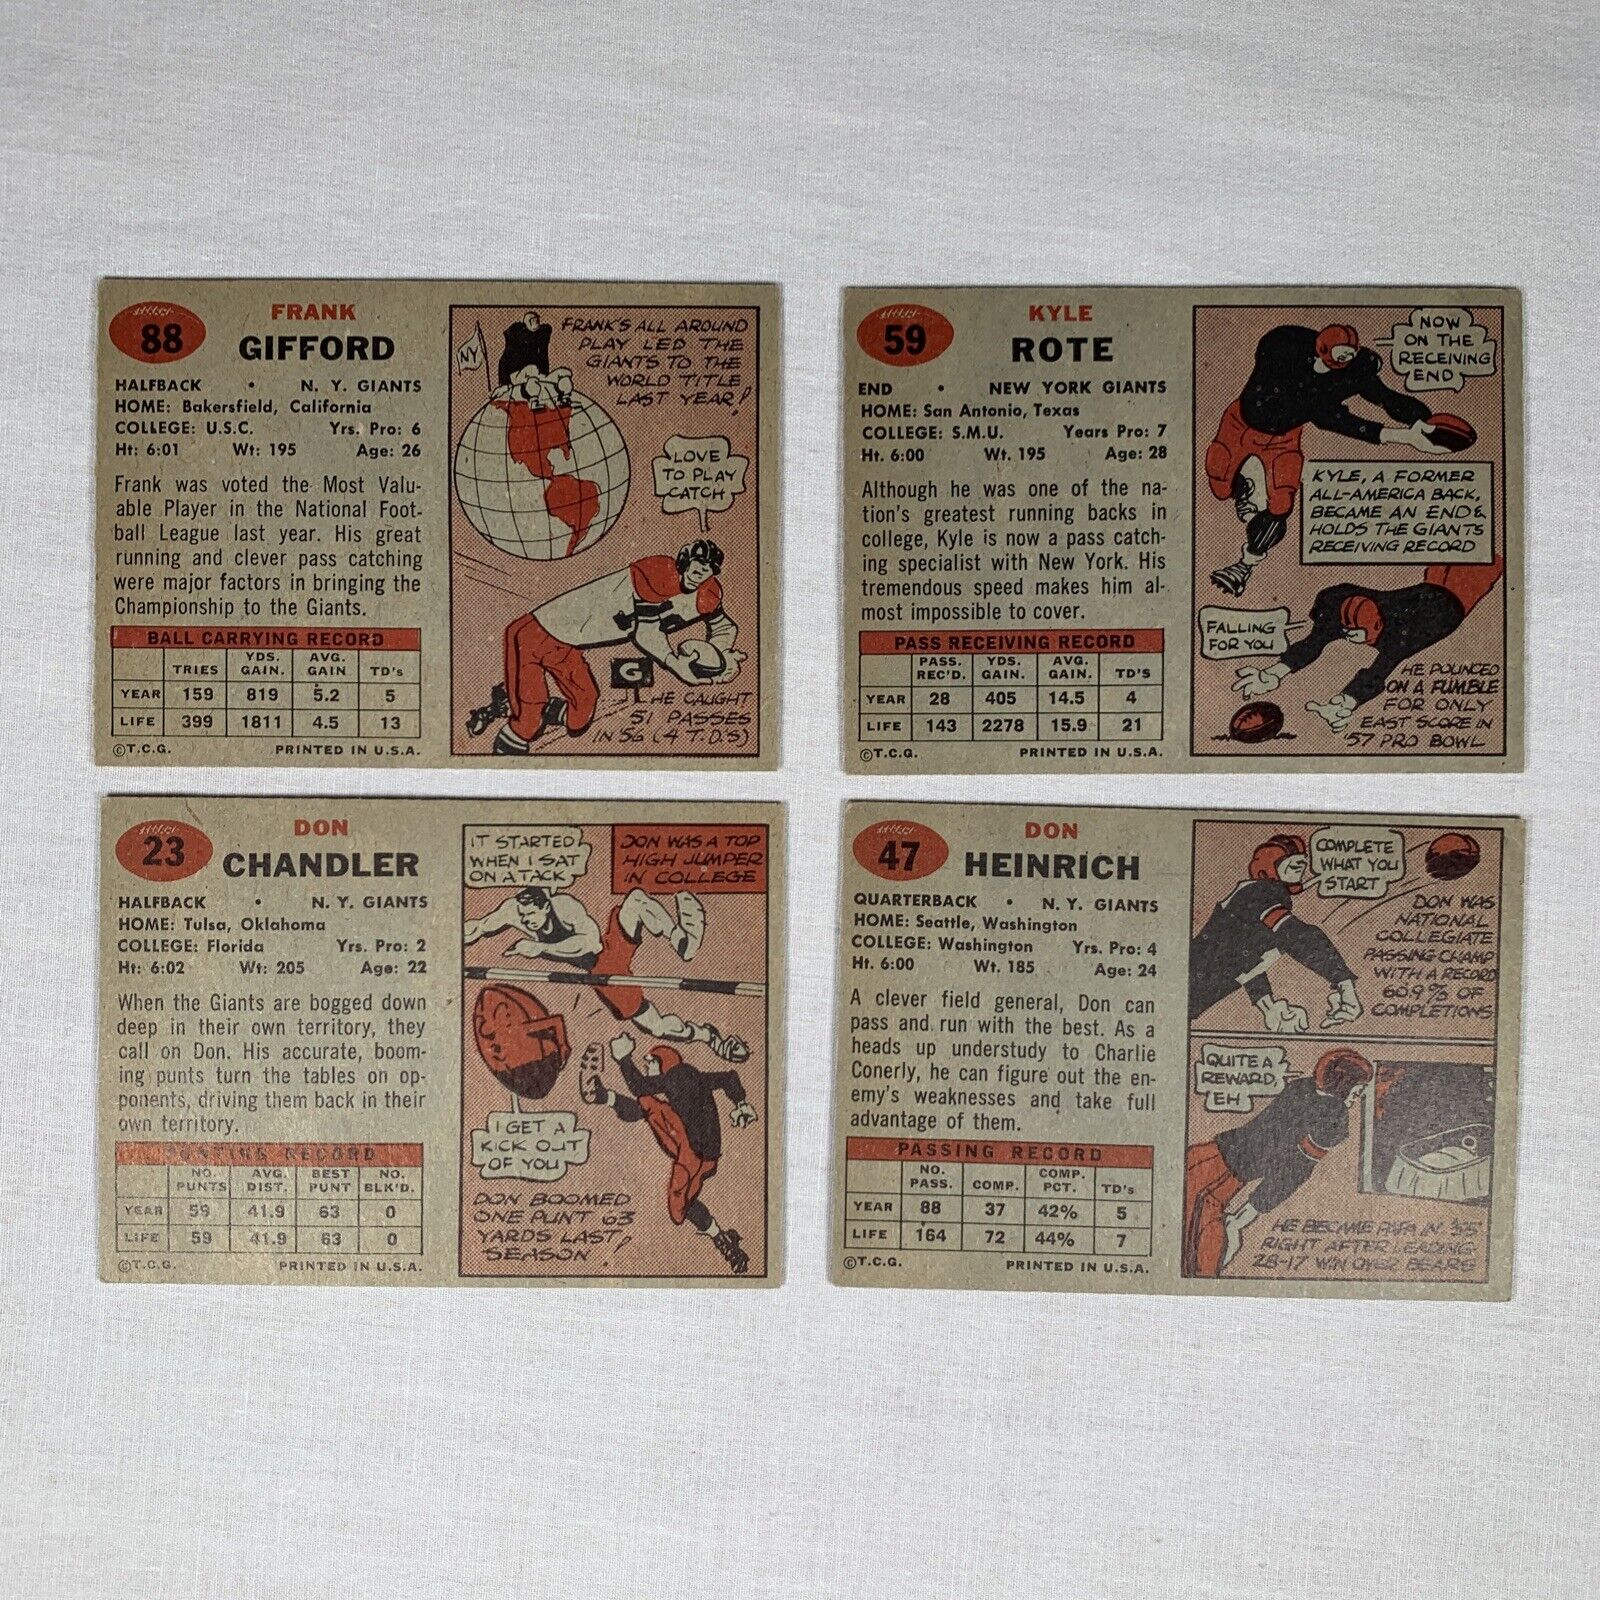 88
FRANK
GIFFORD
HALFBACK • N. Y. GIANTS
HOME: Bakersfield, California
COLLEGE: U.S.C. Yrs. Pro: 6
Ht: 6:01 Wt: 195 Age: 26
Frank was voted the Most Valu-
able Player in the National Foot-
ball League last year. His great
running and clever pass catching
were major factors in bringing the
Championship to the Giants.
BALL CARRYING RECORD
TRIES YDS. GAIN. AVG. GAIN TD's
YEAR 159 819 5.2 5
LIFE 399 1811 4.5 13
©T.C.G. PRINTED IN U.S.A.
NY
FRANK'S ALL AROUND
PLAY LED THE
GIANTS TO THE
WORLD TITLE
LAST YEAR!
LOVE
TO PLAY
CATCH
G
HE CAUGHT
51 PASSES
IN 56 (4 T.D.'S)
59
KYLE
ROTE
END • NEW YORK GIANTS
HOME: San Antonio, Texas
COLLEGE: S.M.U. Years Pro: 7
Ht. 6:00 Wt. 195 Age: 28
Although he was one of the na-
tion's greatest running backs in
college, Kyle is now a pass catch-
ing specialist with New York. His
tremendous speed makes him al-
most impossible to cover.
PASS RECEIVING RECORD
PASS. REC'D. YDS. GAIN. AVG. GAIN. TD'S
YEAR 28 405 14.5 4
LIFE 143 2278 15.9 21
©T.C.G. PRINTED IN U.S.A.
NOW
ON THE
RECEIVING
END
KYLE, A FORMER
ALL-AMERICA BACK,
BECAME AN END &
HOLDS THE GIANTS
RECEIVING RECORD
FALLING
FOR YOU
HE POUNCED
ON A FUMBLE
FOR ONLY
EAST SCORE IN
'57 PRO BOWL
23
DON
CHANDLER
HALFBACK • N. Y. GIANTS
HOME: Tulsa, Oklahoma
COLLEGE: Florida Yrs. Pro: 2
Ht: 6:02 Wt: 205 Age: 22
When the Giants are bogged down
deep in their own territory, they
call on Don. His accurate, boom-
ing punts turn the tables on op-
ponents, driving them back in their
own territory.
PUNTING RECORD
NO. PUNTS AVG. DIST. BEST PUNT NO. BLK'D.
YEAR 59 41.9 63 0
LIFE 59 41.9 63 0
©T.C.G. PRINTED IN U.S.A.
IT STARTED
WHEN I SAT
ON A TACK
DON WAS A TOP
HIGH JUMPER
IN COLLEGE
I GET A
KICK OUT
OF YOU
DON BOOMED
ONE PUNT 63
YARDS LAST
SEASON!
47
DON
HEINRICH
QUARTERBACK • N. Y. GIANTS
HOME: Seattle, Washington
COLLEGE: Washington Yrs. Pro: 4
Ht. 6:00 Wt. 185 Age: 24
A clever field general, Don can
pass and run with the best. As a
heads up understudy to Charlie
Conerly, he can figure out the en-
emy's weaknesses and take full
advantage of them.
PASSING RECORD
NO. PASS. COMP. COMP. PCT. TD's
YEAR 88 37 42% 5
LIFE 164 72 44% 7
©T.C.G. PRINTED IN U.S.A.
COMPLETE
WHAT YOU
START
DON WAS
NATIONAL
COLLEGIATE
PASSING CHAMP
WITH A RECORD
60.9% OF
COMPLETIONS
QUITE A
REWARD,
EH
HE BECAME PAPA IN '55
RIGHT AFTER LEADING
28-17 WIN OVER BEARS